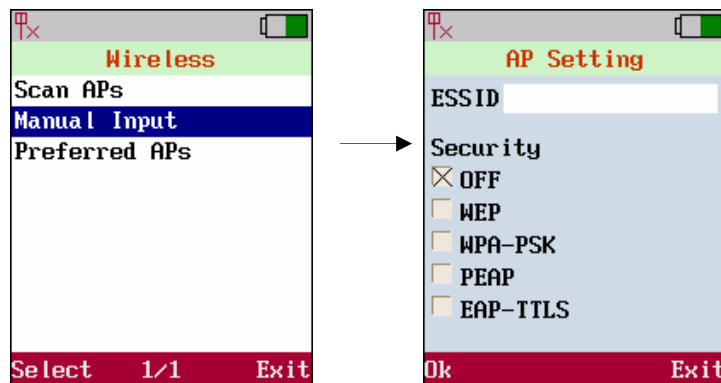 Wireless
Scan APs
Manual Input
Preferred APs
Select 1/1 Exit
AP Setting
ESSID
Security
OFF
WEP
WPA-PSK
PEAP
EAP-TTLS
Ok Exit